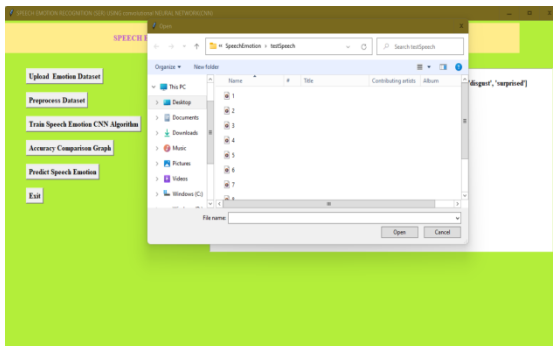 SPEECH EMOTION RECOGNITION (SER) USING convolutional NEURAL NETWORK(CNN)
SPEECH E
Open
SpeechEmotion > testSpeech
Search testSpeech
Organize
New folder
Upload Emotion Dataset
Preprocess Dataset
Train Speech Emotion CNN Algorithm
Accuracy Comparison Graph
Predict Speech Emotion
Exit
This PC
Desktop
Documents
Downloads
Music
Pictures
Videos
Windows (C:)
Name # Title Contributing artists Album
1
2
3
4
5
6
7
'disgust', 'surprised']
File name:
Open Cancel